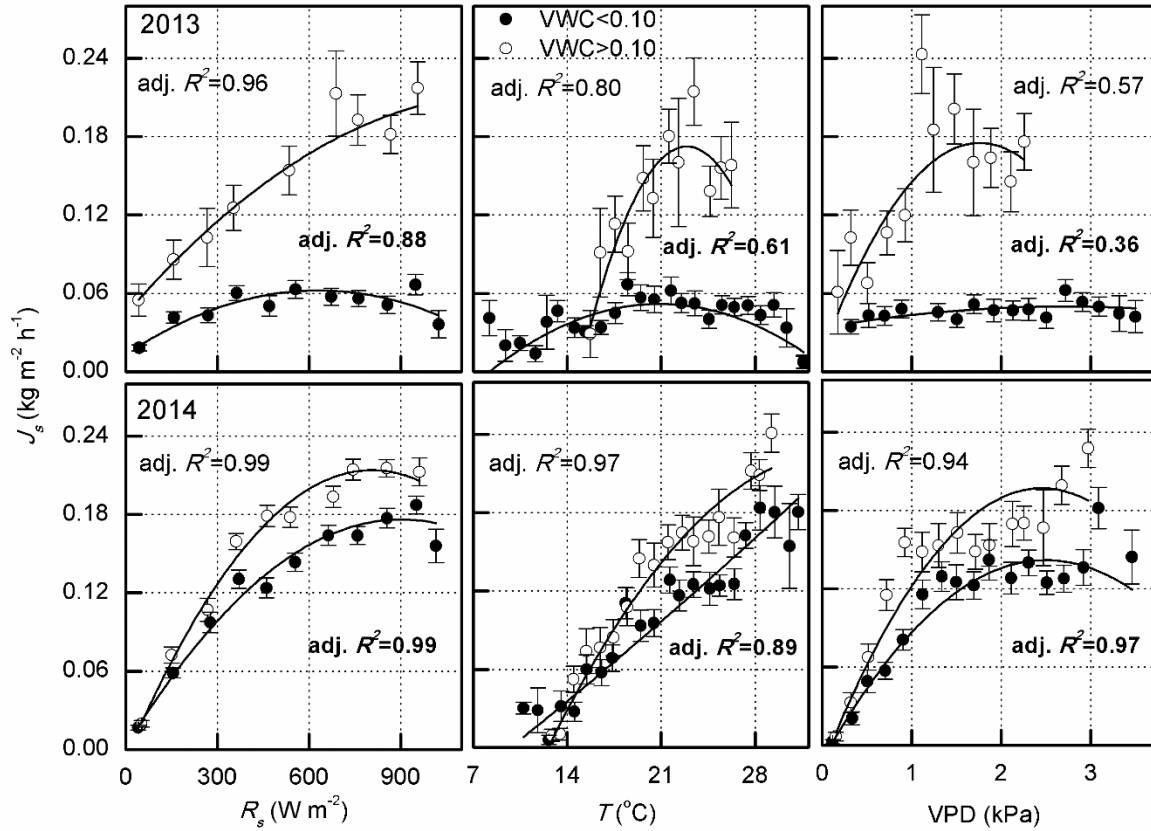 2013
VWC<0.10
VWC>0.10
adj. R²=0.96
adj. R²=0.80
adj. R²=0.57
adj. R²=0.88
adj. R²=0.61
adj. R²=0.36
0.24
0.18
0.12
0.06
0.00
Js (kg m⁻² h⁻¹)
2014
adj. R²=0.99
adj. R²=0.97
adj. R²=0.94
adj. R²=0.99
adj. R²=0.89
adj. R²=0.97
0.24
0.18
0.12
0.06
0.00
0 300 600 900
7 14 21 28
0 1 2 3
Rs (W m⁻²)
T (°C)
VPD (kPa)